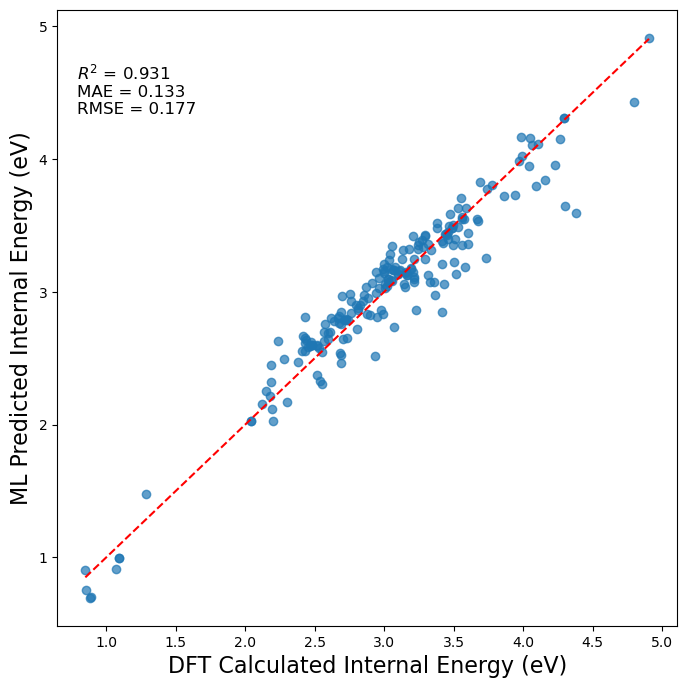 R² = 0.931
MAE = 0.133
RMSE = 0.177
ML Predicted Internal Energy (eV)
5
4
3
2
1
1.0 1.5 2.0 2.5 3.0 3.5 4.0 4.5 5.0
DFT Calculated Internal Energy (eV)